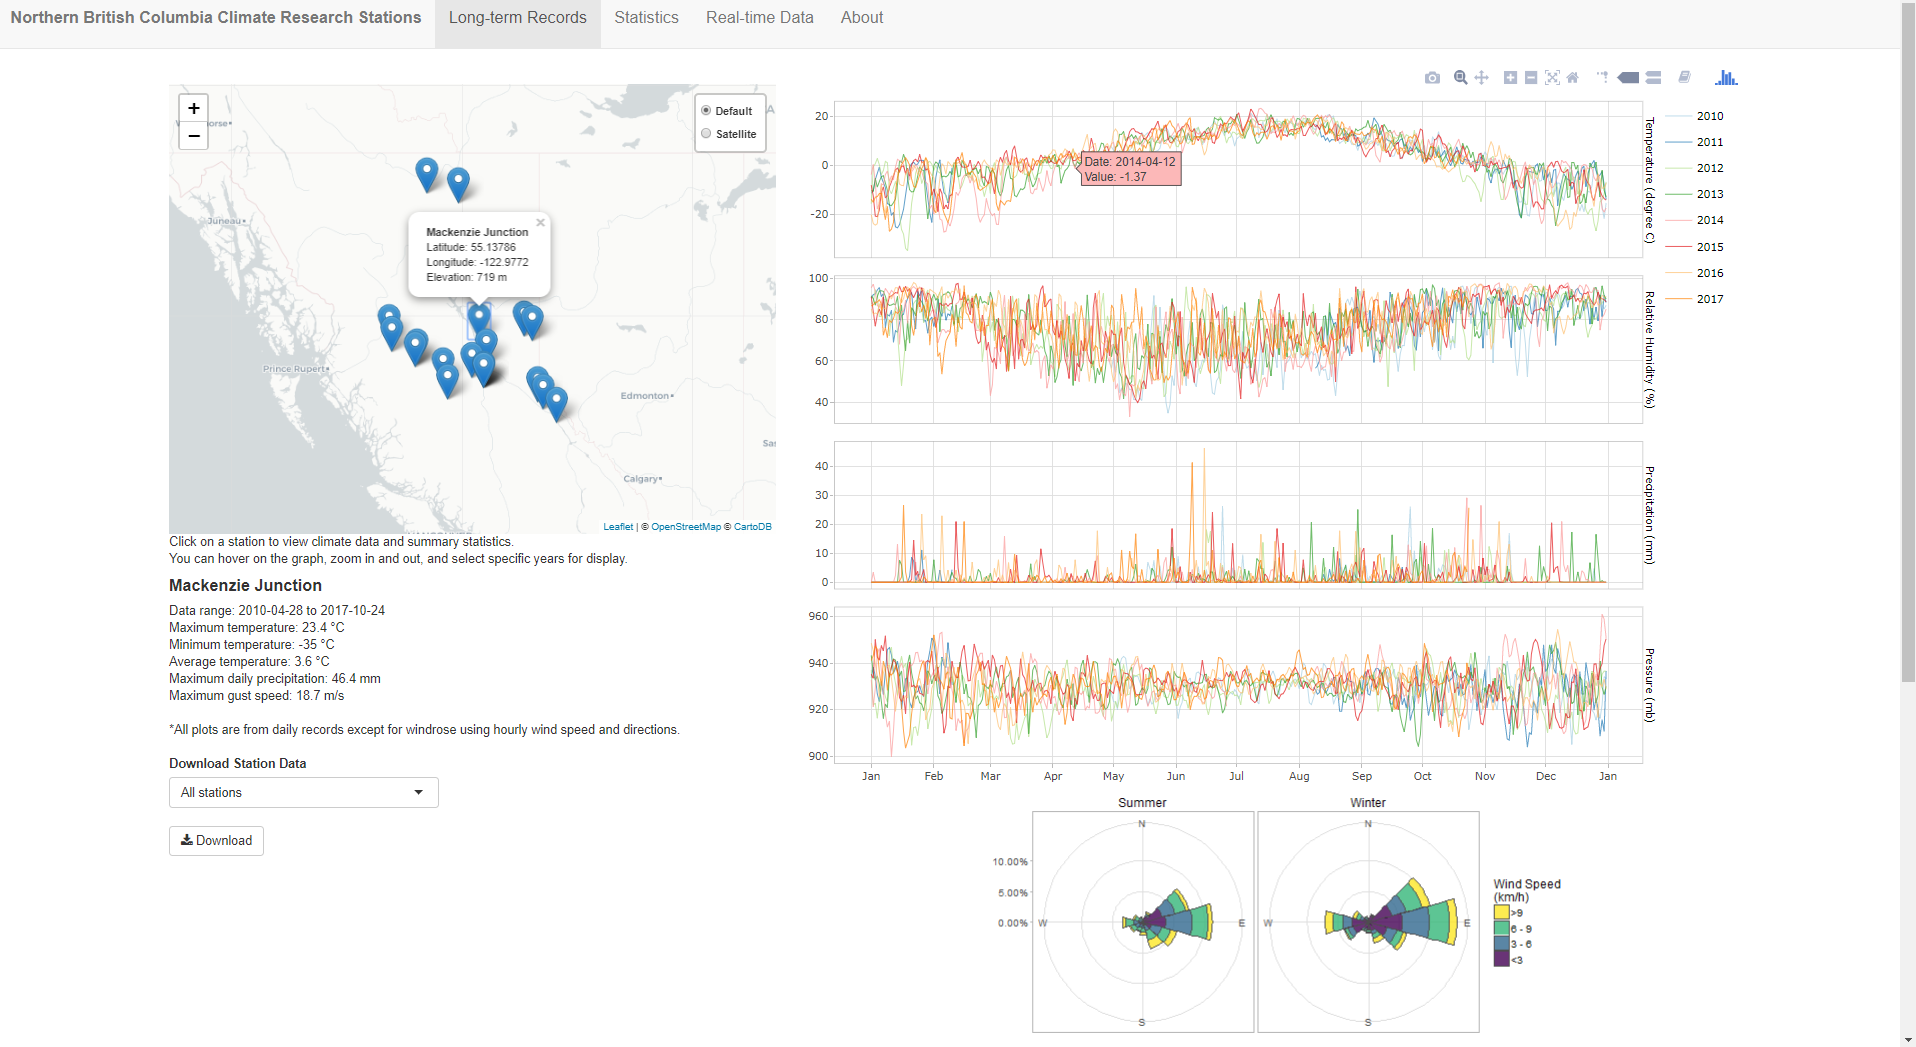 Northern British Columbia Climate Research Stations
Long-term Records
Statistics
Real-time Data
About
+
−
Default
Satellite
Juneau
Mackenzie Junction
×
Latitude: 55.13786
Longitude: -122.9772
Elevation: 719 m
Prince Rupert
Edmonton
Calgary
Leaflet | © OpenStreetMap © CartoDB
Click on a station to view climate data and summary statistics.
You can hover on the graph, zoom in and out, and select specific years for display.
Mackenzie Junction
Data range: 2010-04-28 to 2017-10-24
Maximum temperature: 23.4 °C
Minimum temperature: -35 °C
Average temperature: 3.6 °C
Maximum daily precipitation: 46.4 mm
Maximum gust speed: 18.7 m/s
*All plots are from daily records except for windrose using hourly wind speed and directions.
Download Station Data
All stations
Download
20
0
-20
Temperature (degree C)
Date: 2014-04-12
Value: -1.37
2010
2011
2012
2013
2014
2015
2016
2017
100
80
60
40
Relative Humidity (%)
40
30
20
10
0
Precipitation (mm)
960
940
920
900
Pressure (mb)
Jan
Feb
Mar
Apr
May
Jun
Jul
Aug
Sep
Oct
Nov
Dec
Jan
Summer
N
10.00%
5.00%
0.00%
W
E
S
Winter
N
W
E
S
Wind Speed
(km/h)
>9
6 - 9
3 - 6
<3